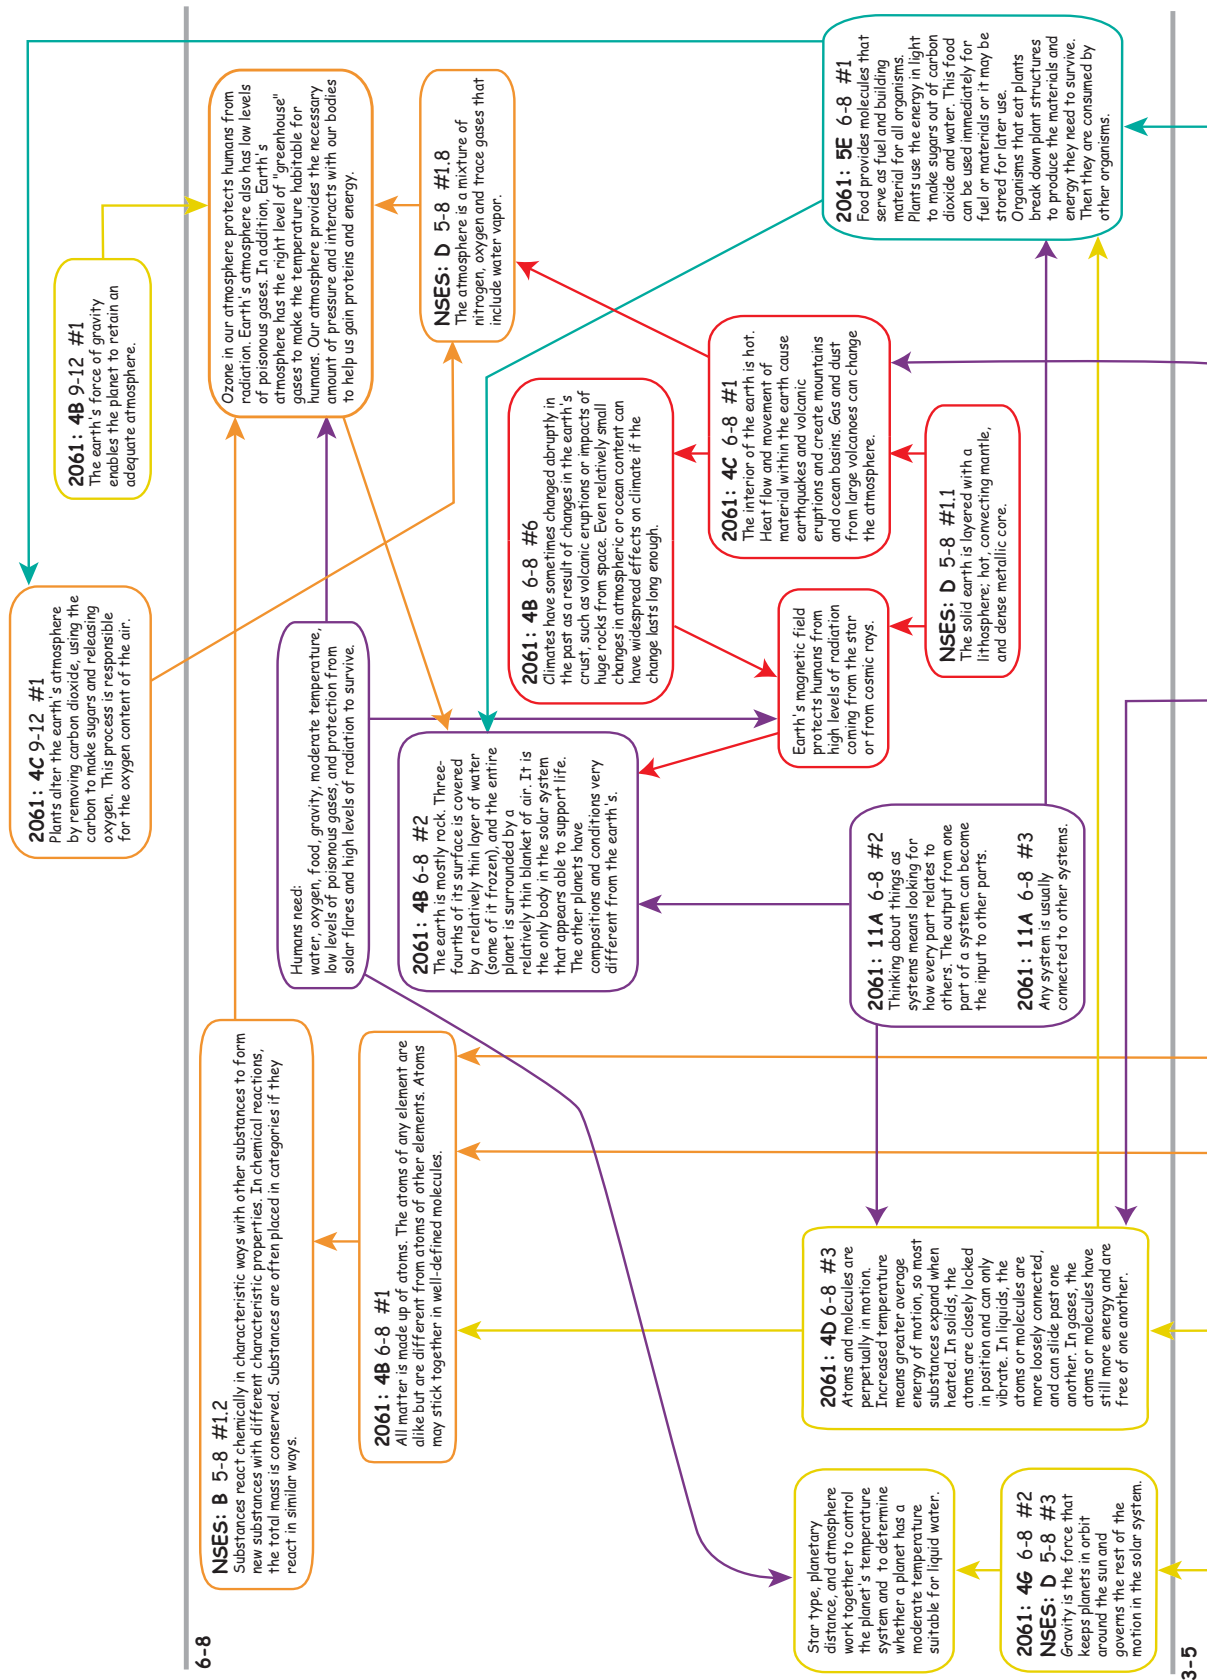 2061: 4C 9-12 #1
Plants alter the earth's atmosphere
by removing carbon dioxide, using the
carbon to make sugars and releasing
oxygen. This process is responsible
for the oxygen content of the air.
2061: 4B 9-12 #1
The earth's force of gravity
enables the planet to retain an
adequate atmosphere.
6-8
NSES: B 5-8 #1.2
Substances react chemically in characteristic ways with other substances to form
new substances with different characteristic properties. In chemical reactions,
the total mass is conserved. Substances are often placed in categories if they
react in similar ways.
Humans need:
water, oxygen, food, gravity, moderate temperature,
low levels of poisonous gases, and protection from
solar flares and high levels of radiation to survive.
Ozone in our atmosphere protects humans from
radiation. Earth's atmosphere also has low levels
of poisonous gases. In addition, Earth's
atmosphere has the right level of "greenhouse"
gases to make the temperature habitable for
humans. Our atmosphere provides the necessary
amount of pressure and interacts with our bodies
to help us gain proteins and energy.
2061: 4B 6-8 #1
All matter is made up of atoms. The atoms of any element are
alike but are different from atoms of other elements. Atoms
may stick together in well-defined molecules.
2061: 4B 6-8 #2
The earth is mostly rock. Three-
fourths of its surface is covered
by a relatively thin layer of water
(some of it frozen), and the entire
planet is surrounded by a
relatively thin blanket of air. It is
the only body in the solar system
that appears able to support life.
The other planets have
compositions and conditions very
different from the earth's.
2061: 4B 6-8 #6
Climates have sometimes changed abruptly in
the past as a result of changes in the earth's
crust, such as volcanic eruptions or impacts of
huge rocks from space. Even relatively small
changes in atmospheric or ocean content can
have widespread effects on climate if the
change lasts long enough.
NSES: D 5-8 #1.8
The atmosphere is a mixture of
nitrogen, oxygen and trace gases that
include water vapor.
Earth's magnetic field
protects humans from
high levels of radiation
coming from the star
or from cosmic rays.
2061: 4C 6-8 #1
The interior of the earth is hot.
Heat flow and movement of
material within the earth cause
earthquakes and volcanic
eruptions and create mountains
and ocean basins. Gas and dust
from large volcanoes can change
the atmosphere.
NSES: D 5-8 #1.1
The solid earth is layered with a
lithosphere; hot, convecting mantle,
and dense metallic core.
2061: 5E 6-8 #1
Food provides molecules that
serve as fuel and building
material for all organisms.
Plants use the energy in light
to make sugars out of carbon
dioxide and water. This food
can be used immediately for
fuel or materials or it may be
stored for later use.
Organisms that eat plants
break down plant structures
to produce the materials and
energy they need to survive.
Then they are consumed by
other organisms.
2061: 11A 6-8 #2
Thinking about things as
systems means looking for
how every part relates to
others. The output from one
part of a system can become
the input to other parts.
2061: 11A 6-8 #3
Any system is usually
connected to other systems.
2061: 4D 6-8 #3
Atoms and molecules are
perpetually in motion.
Increased temperature
means greater average
energy of motion, so most
substances expand when
heated. In solids, the
atoms are closely locked
in position and can only
vibrate. In liquids, the
atoms or molecules are
more loosely connected,
and can slide past one
another. In gases, the
atoms or molecules have
still more energy and are
free of one another.
Star type, planetary
distance, and atmosphere
work together to control
the planet's temperature
system and to determine
whether a planet has a
moderate temperature
suitable for liquid water.
2061: 4G 6-8 #2
NSES: D 5-8 #3
Gravity is the force that
keeps planets in orbit
around the sun and
governs the rest of the
motion in the solar system.
3-5